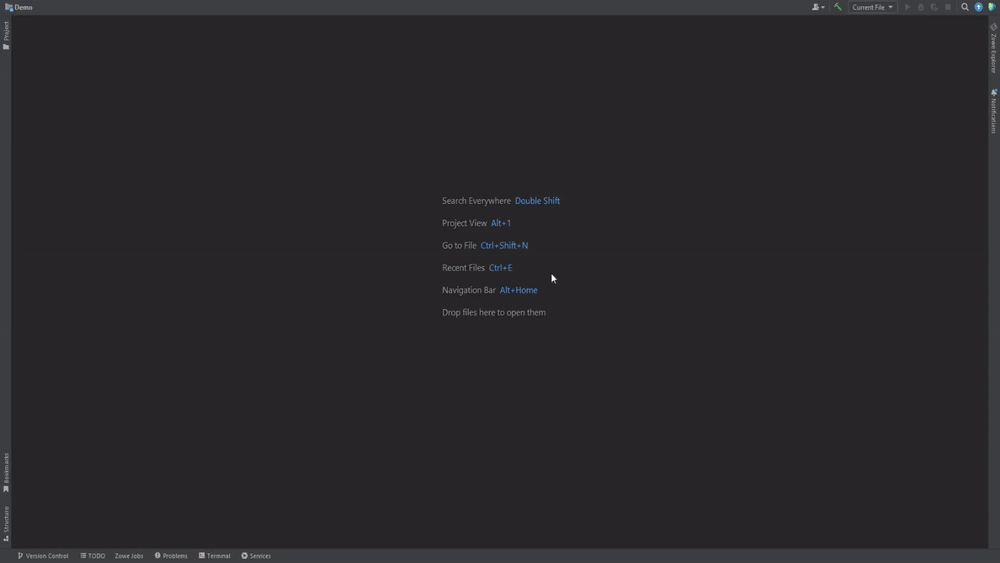 Demo
Current File
Project
Zowe Explorer
Notifications
Search Everywhere Double Shift
Project View Alt+1
Go to File Ctrl+Shift+N
Recent Files Ctrl+E
Navigation Bar Alt+Home
Drop files here to open them
Bookmarks
Structure
Version Control TODO Zowe Jobs Problems Terminal Services